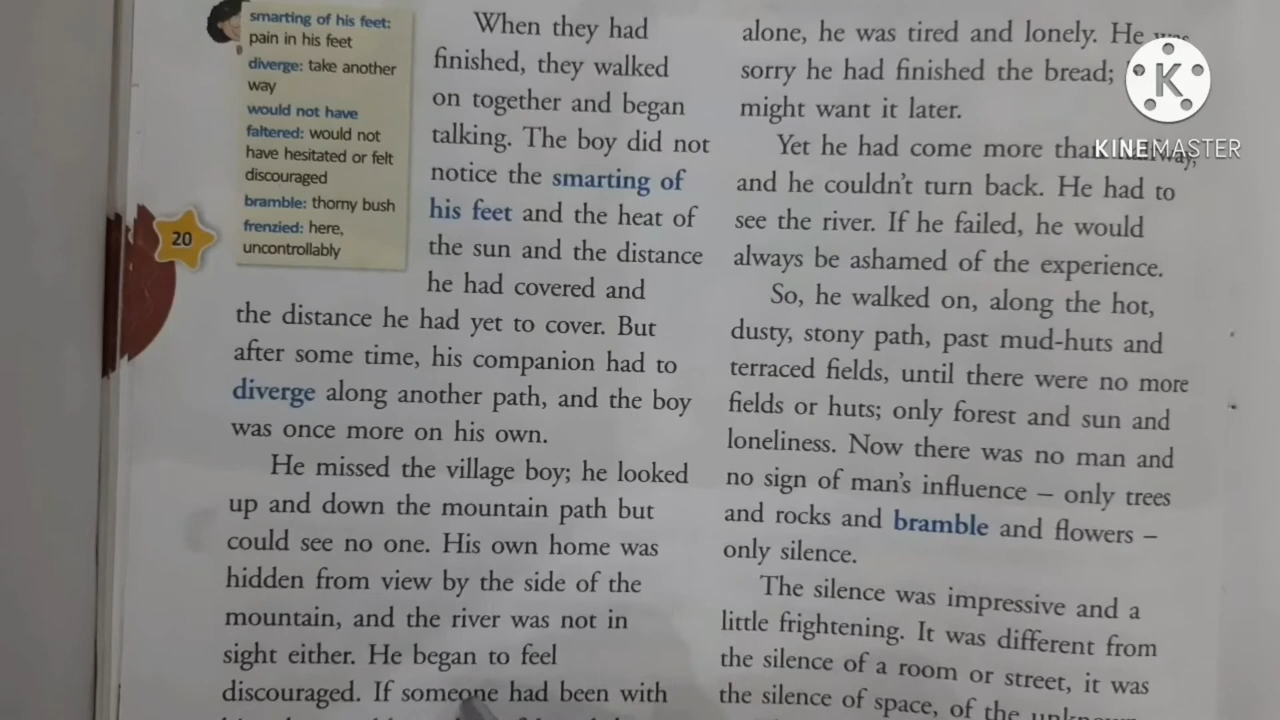 smarting of his feet:
pain in his feet
diverge: take another
way
would not have
faltered: would not
have hesitated or felt
discouraged
bramble: thorny bush
frenzied: here,
uncontrollably
20
When they had
finished, they walked
on together and began
talking. The boy did not
notice the smarting of
his feet and the heat of
the sun and the distance
he had covered and
the distance he had yet to cover. But
after some time, his companion had to
diverge along another path, and the boy
was once more on his own.
He missed the village boy; he looked
up and down the mountain path but
could see no one. His own home was
hidden from view by the side of the
mountain, and the river was not in
sight either. He began to feel
discouraged. If someone had been with
alone, he was tired and lonely. He was
sorry he had finished the bread;
might want it later.
Yet he had come more than
and he couldn't turn back. He had to
see the river. If he failed, he would
always be ashamed of the experience.
So, he walked on, along the hot,
dusty, stony path, past mud-huts and
terraced fields, until there were no more
fields or huts; only forest and sun and
loneliness. Now there was no man and
no sign of man's influence – only trees
and rocks and bramble and flowers –
only silence.
The silence was impressive and a
little frightening. It was different from
the silence of a room or street, it was
the silence of space, of the unknown
K
KINEMASTER